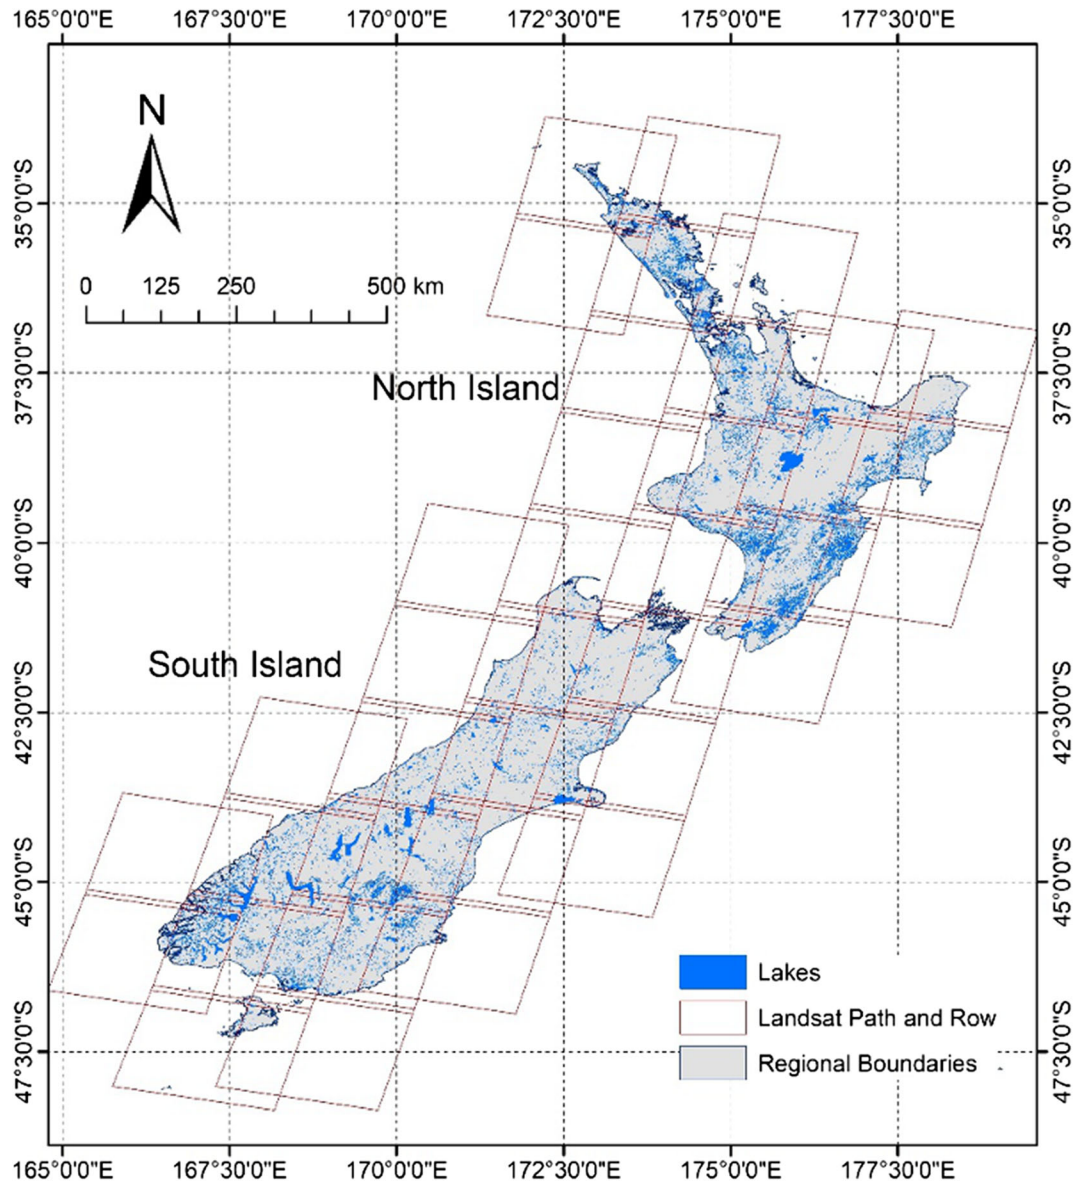 165°0'0"E 167°30'0"E 170°0'0"E 172°30'0"E 175°0'0"E 177°30'0"E
N
35°0'0"S 35°0'0"S
0 125 250 500 km
37°30'0"S 37°30'0"S
North Island
40°0'0"S 40°0'0"S
South Island
42°30'0"S 42°30'0"S
45°0'0"S 45°0'0"S
Lakes
Landsat Path and Row
47°30'0"S 47°30'0"S
Regional Boundaries
165°0'0"E 167°30'0"E 170°0'0"E 172°30'0"E 175°0'0"E 177°30'0"E